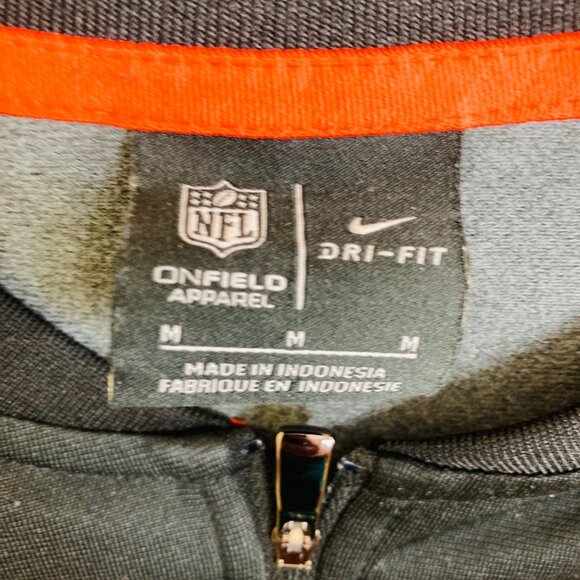 NFL
DRI-FIT
ONFIELD
APPAREL
M M M
MADE IN INDONESIA
FABRIQUE EN INDONESIE